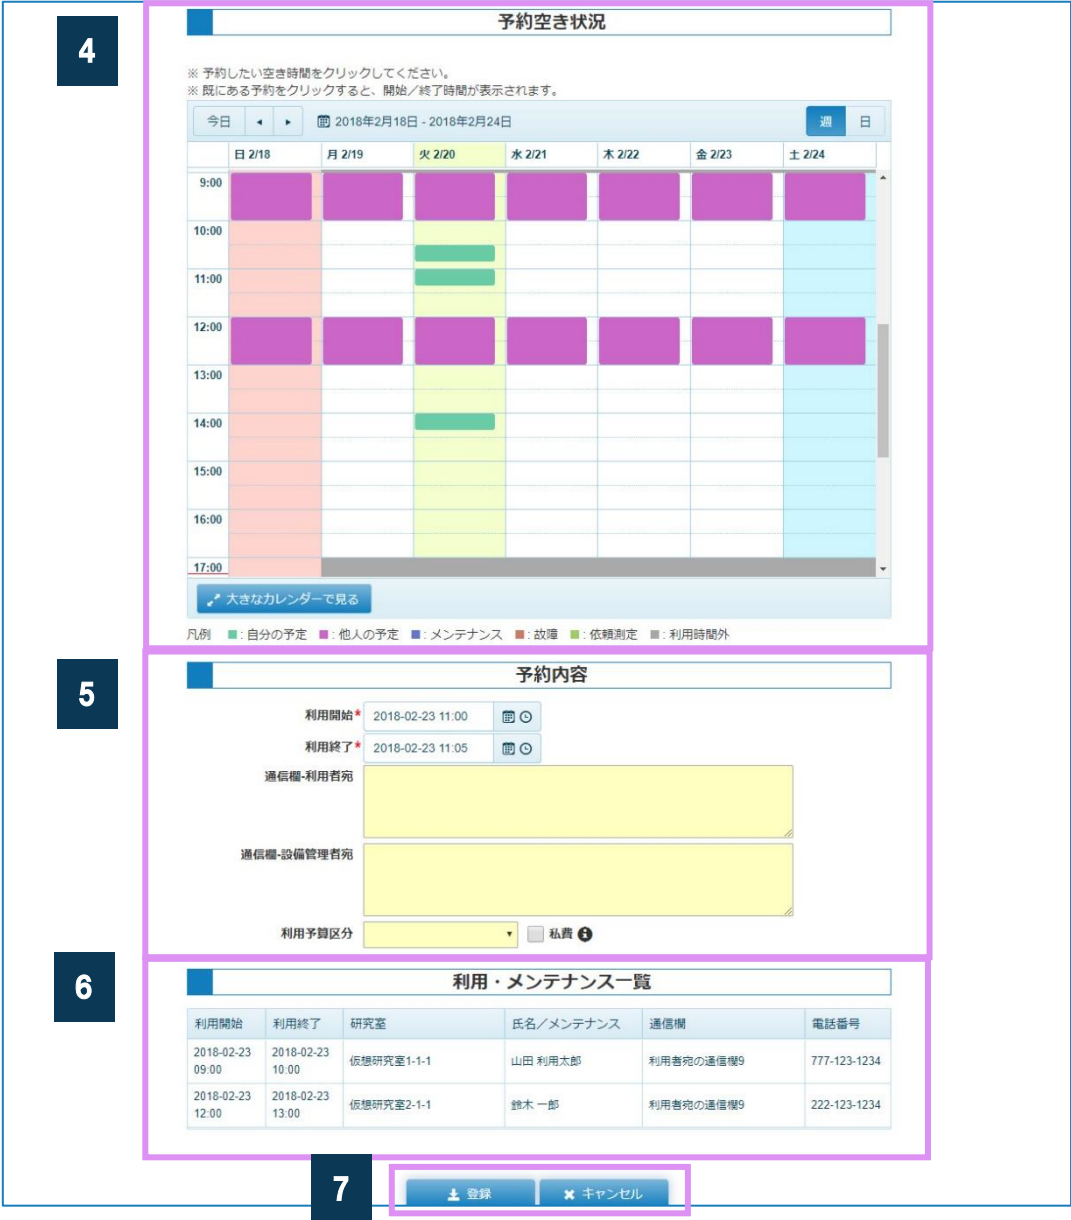 4
予約空き状況
※ 予約したい空き時間をクリックしてください。
※ 既にある予約をクリックすると、開始／終了時間が表示されます。
今日 2018年2月18日 - 2018年2月24日 週 日
日 2/18 月 2/19 火 2/20 水 2/21 木 2/22 金 2/23 土 2/24
9:00
10:00
11:00
12:00
13:00
14:00
15:00
16:00
17:00
大きなカレンダーで見る
凡例 ■: 自分の予定 ■: 他人の予定 ■: メンテナンス ■: 故障 ■: 依頼測定 ■: 利用時間外
5
予約内容
利用開始* 2018-02-23 11:00
利用終了* 2018-02-23 11:05
通信欄-利用者宛
通信欄-設備管理者宛
利用予算区分 私費
6
利用・メンテナンス一覧
利用開始 利用終了 研究室 氏名／メンテナンス 通信欄 電話番号
2018-02-23 09:00 2018-02-23 10:00 仮想研究室1-1-1 山田 利用太郎 利用者宛の通信欄9 777-123-1234
2018-02-23 12:00 2018-02-23 13:00 仮想研究室2-1-1 鈴木 一郎 利用者宛の通信欄9 222-123-1234
7
登録 キャンセル